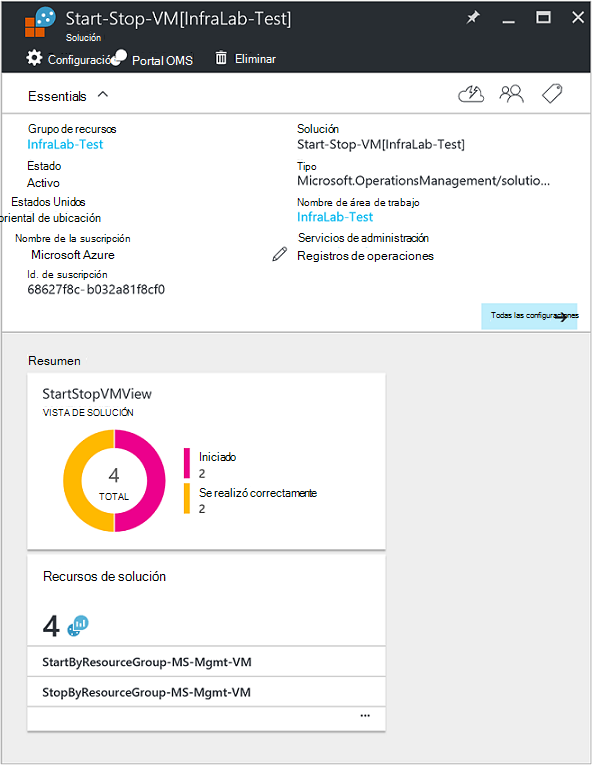 Start-Stop-VM[InfraLab-Test]
Solución
Configuració
Portal OMS
Eliminar
Essentials
Grupo de recursos
InfraLab-Test
Estado
Activo
Estados Unidos
oriental de ubicación
Nombre de la suscripción
Microsoft Azure
Id. de suscripción
68627f8c-b032a81f8cf0
Solución
Start-Stop-VM[InfraLab-Test]
Tipo
Microsoft.OperationsManagement/solutio...
Nombre de área de trabajo
InfraLab-Test
Servicios de administración
Registros de operaciones
Todas las configuraciones
Resumen
StartStopVMView
VISTA DE SOLUCIÓN
4
TOTAL
Iniciado
2
Se realizó correctamente
2
Recursos de solución
4
StartByResourceGroup-MS-Mgmt-VM
StopByResourceGroup-MS-Mgmt-VM
...